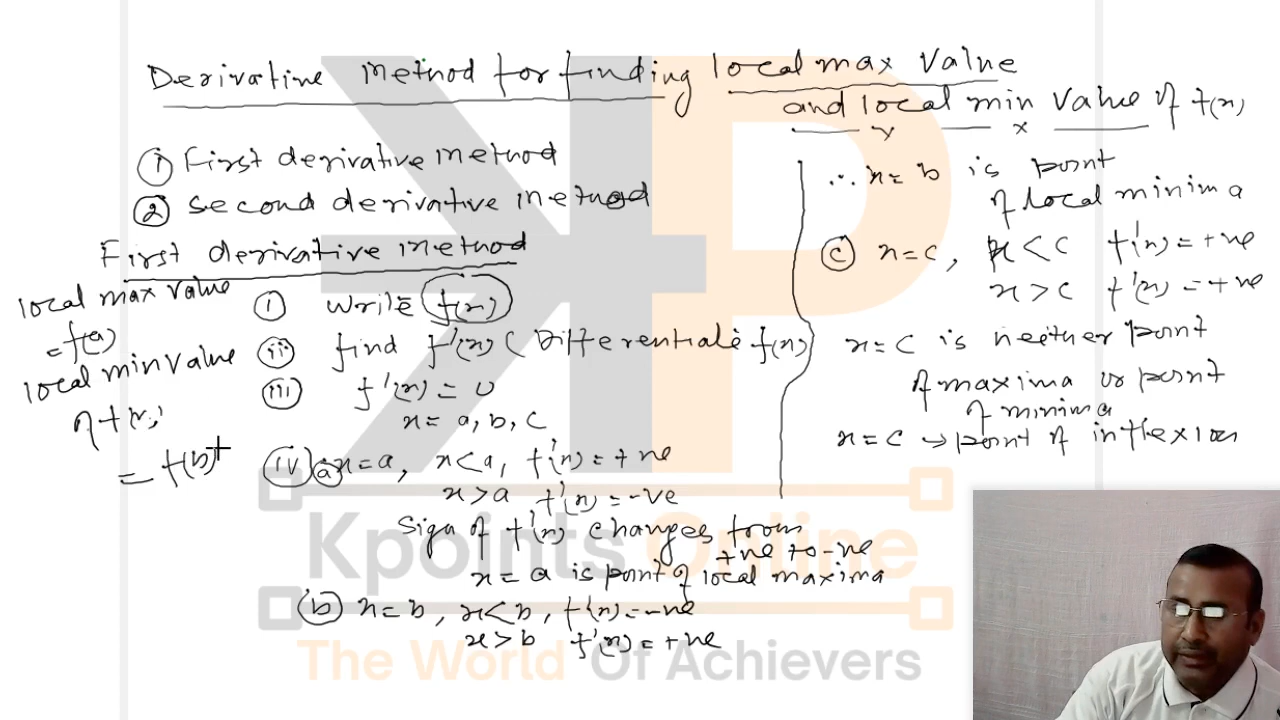 Derivative method for finding local max value
and local min value of f(x)
① First derivative method
② Second derivative method
First derivative method
local max value
= f(a)
local min value
of f(x)
= f(b)
(i) Write f(x)
(ii) find f'(x) (Differentiate f(x)
(iii) f'(x) = 0
x = a, b, c
(iv) (a) x=a, x<a, f'(x) = +ve
x>a f'(x) = -ve
Sign of f'(x) changes from
+ve to -ve
x = a is point of local maxima
(b) x = b, x<b, f'(x) = -ve
x>b f'(x) = +ve
∴ x = b is point
of local minima
(c) x=c, x<c f'(x) = +ve
x>c f'(x) = +ve
x=c is neither point
of maxima or point
of minima
x=c → point of inflexion
Kpoints Online
The World Of Achievers